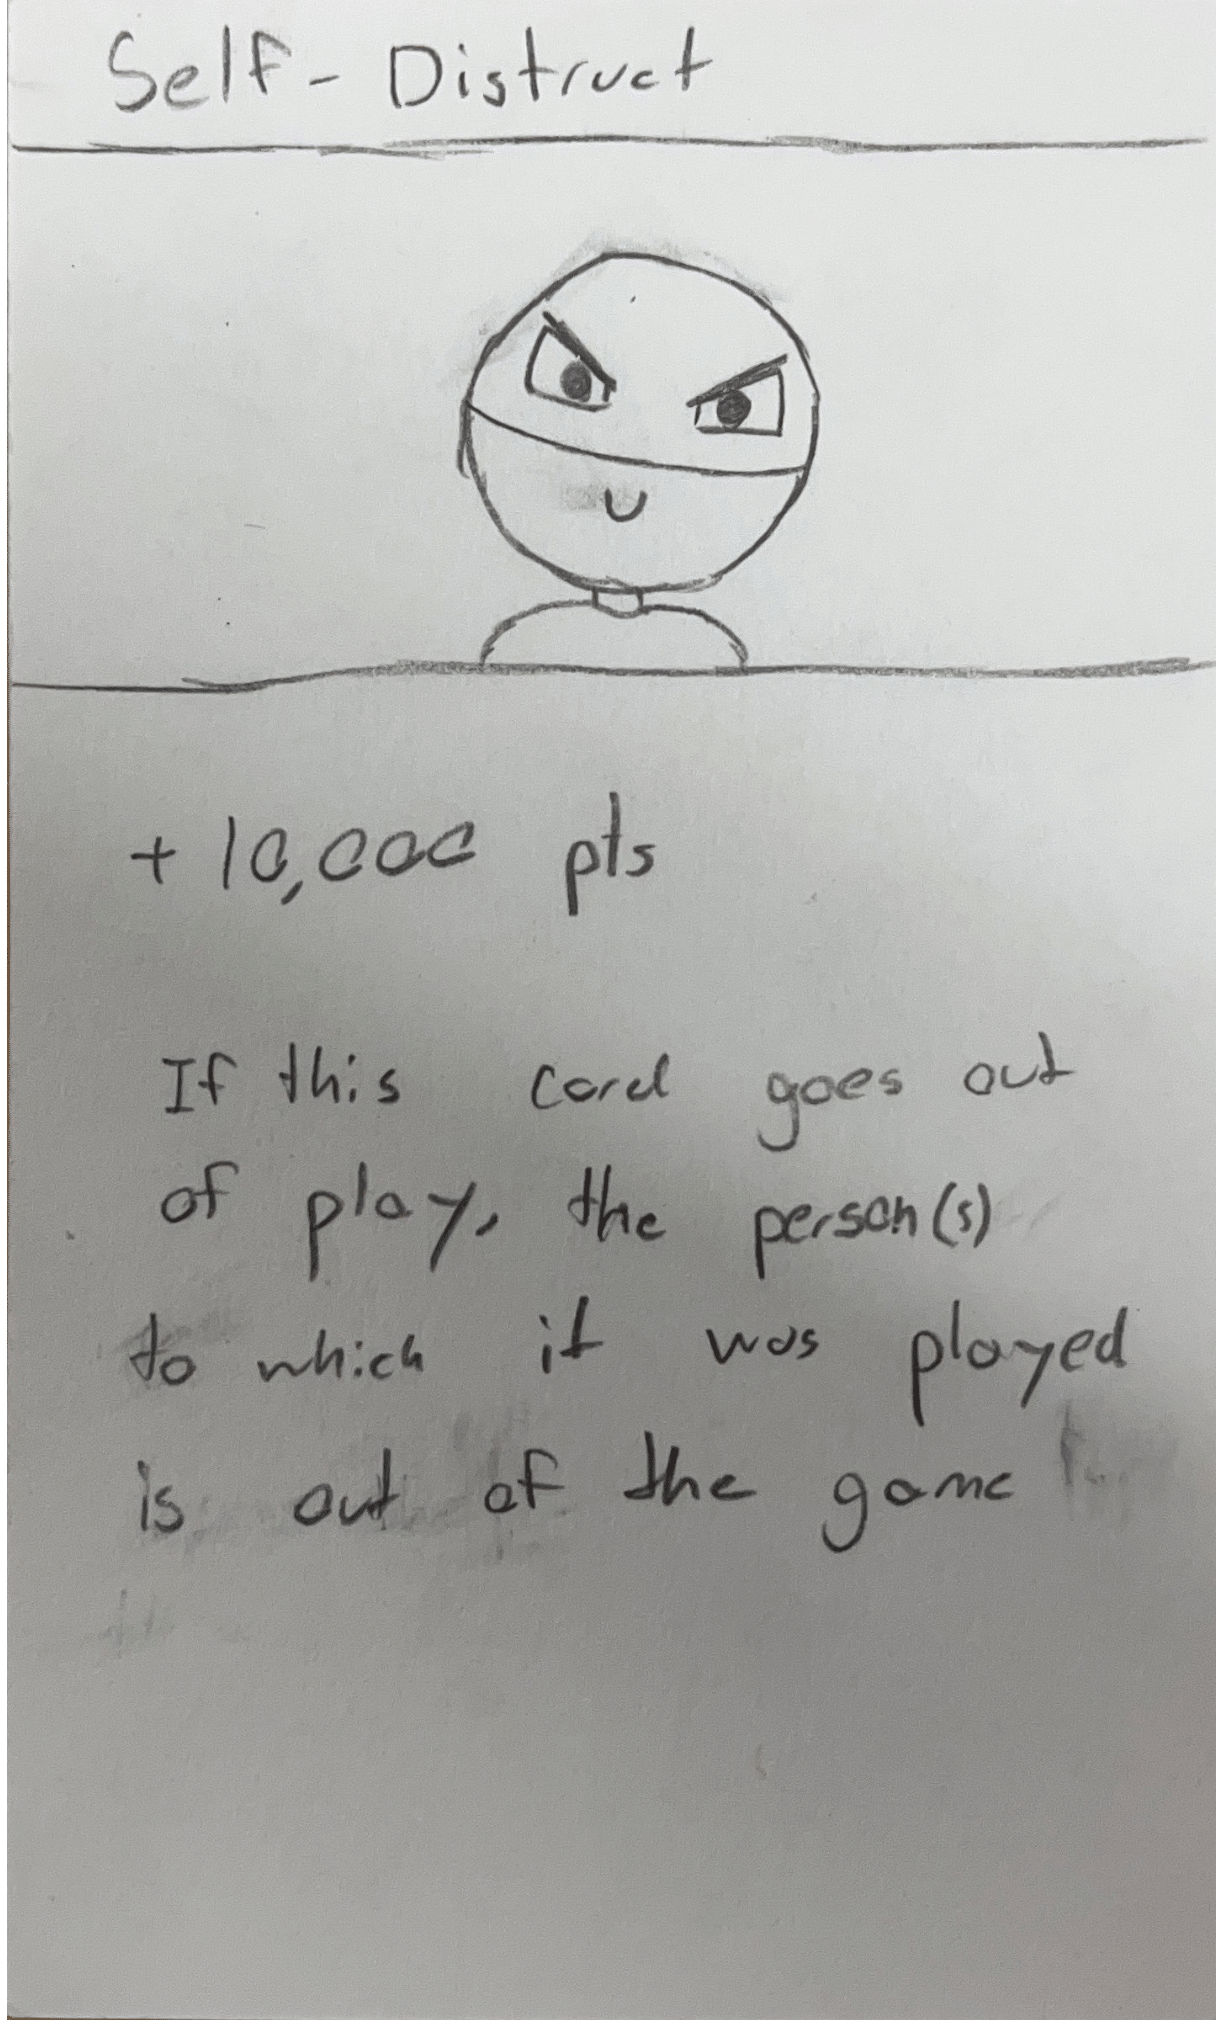 Self-Distruct
+10,000 pts
If this card goes out
of play, the person(s)
to which it was played
is out of the game